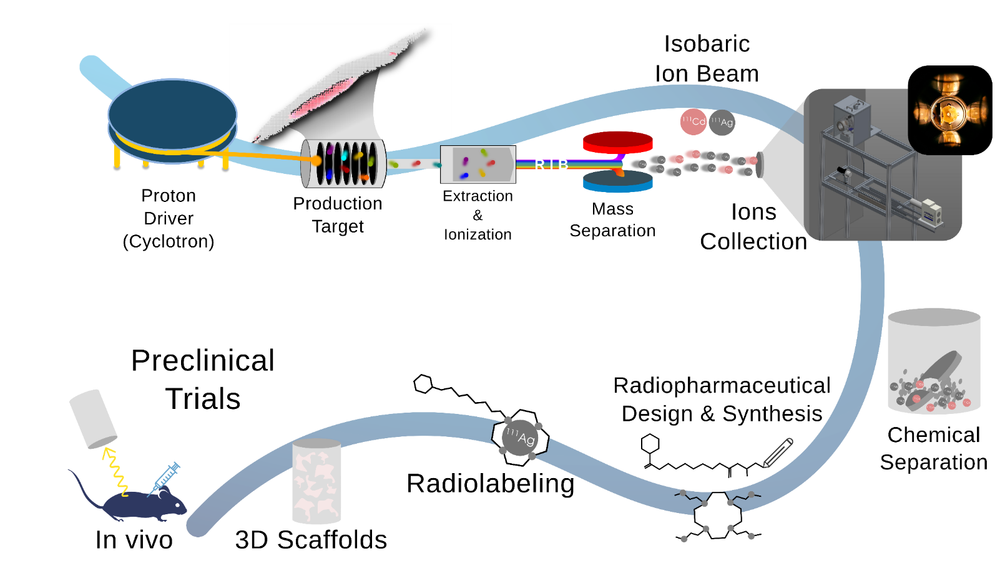 Isobaric
Ion Beam
¹¹¹Cd ¹¹¹Ag
RIB
Proton
Driver
(Cyclotron)
Production
Target
Extraction
&
Ionization
Mass
Separation
Ions
Collection
Chemical
Separation
Radiopharmaceutical
Design & Synthesis
¹¹¹Ag
Radiolabeling
Preclinical
Trials
In vivo
3D Scaffolds